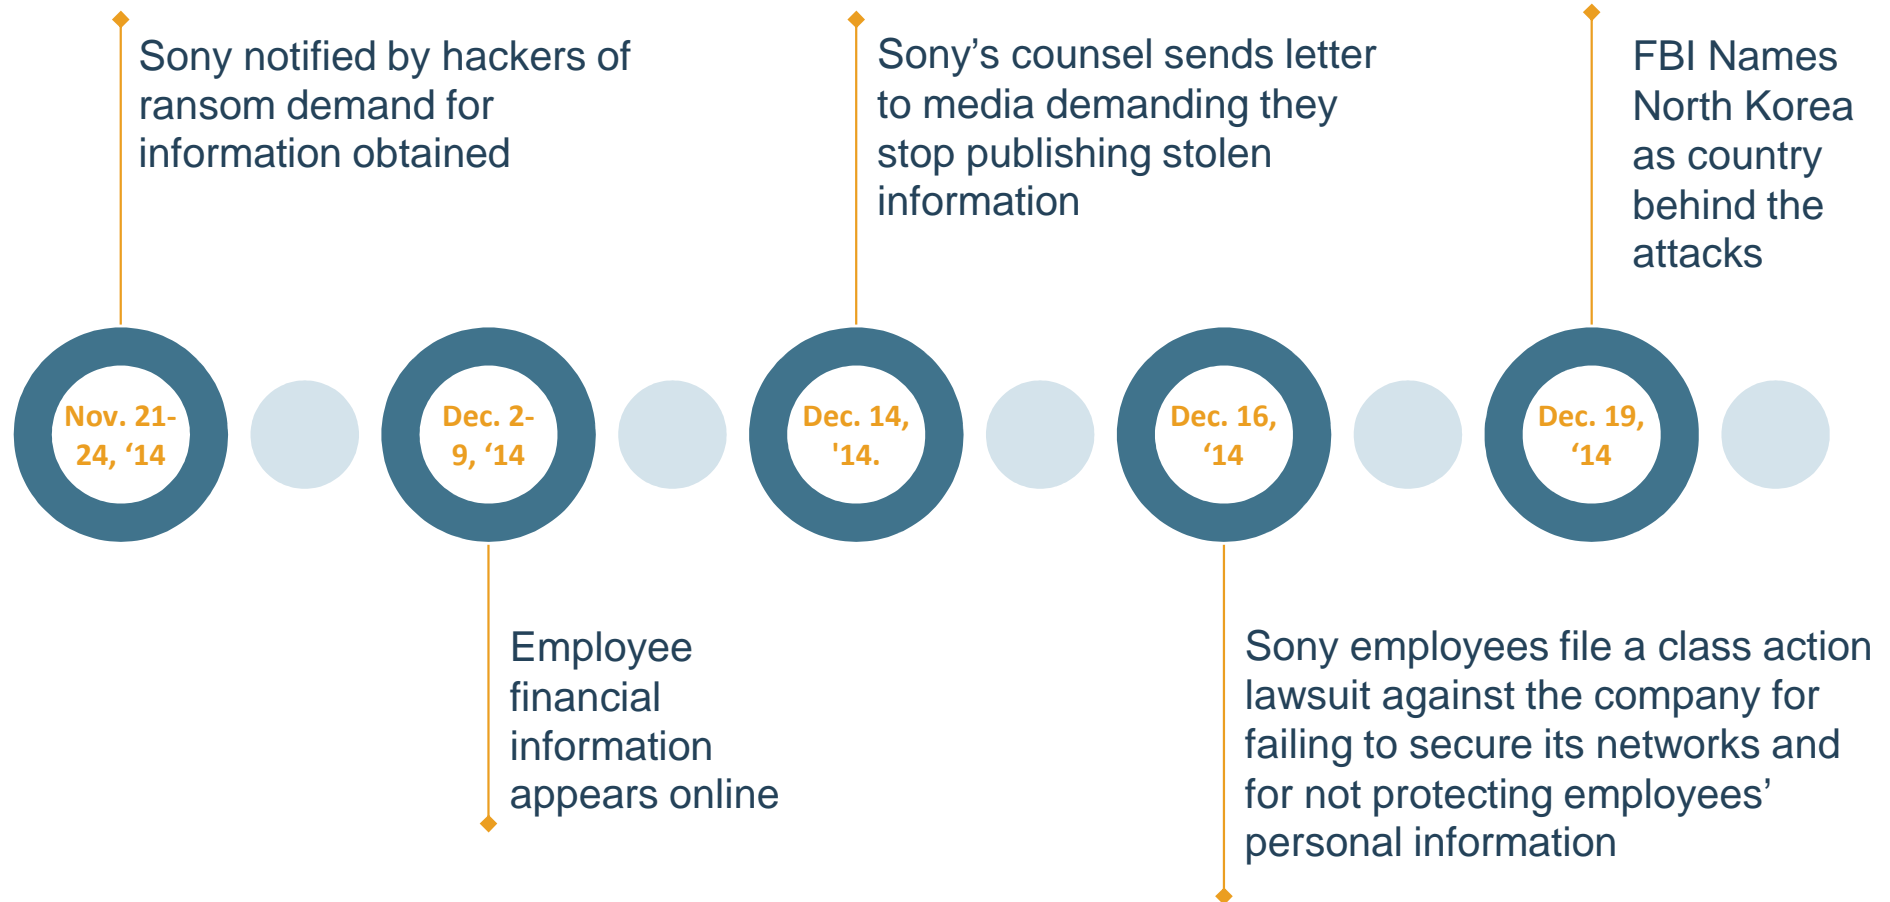 Sony notified by hackers of
ransom demand for
information obtained
Sony’s counsel sends letter
to media demanding they
stop publishing stolen
information
FBI Names
North Korea
as country
behind the
attacks
Nov. 21-
24, ‘14
Dec. 2-
9, ‘14
Dec. 14,
'14.
Dec. 16,
‘14
Dec. 19,
‘14
Employee
financial
information
appears online
Sony employees file a class action
lawsuit against the company for
failing to secure its networks and
for not protecting employees’
personal information